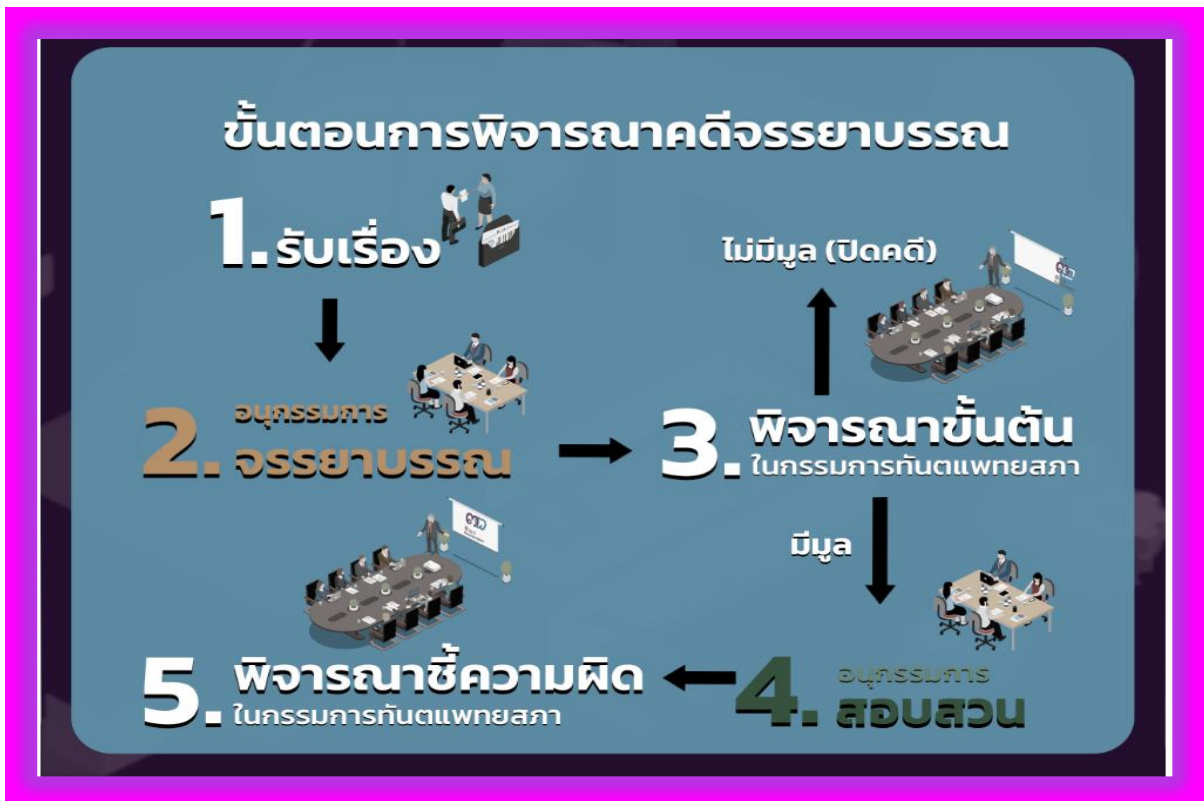 ขั้นตอนการพิจารณาคดีจรรยาบรรณ
1. รับเรื่อง
2. อนุกรรมการ
จรรยาบรรณ
ไม่มีมูล (ปิดคดี)
3. พิจารณาขั้นต้น
ในกรรมการทันตแพทยสภา
มีมูล
4. อนุกรรมการ
สอบสวน
5. พิจารณาชี้ความผิด
ในกรรมการทันตแพทยสภา